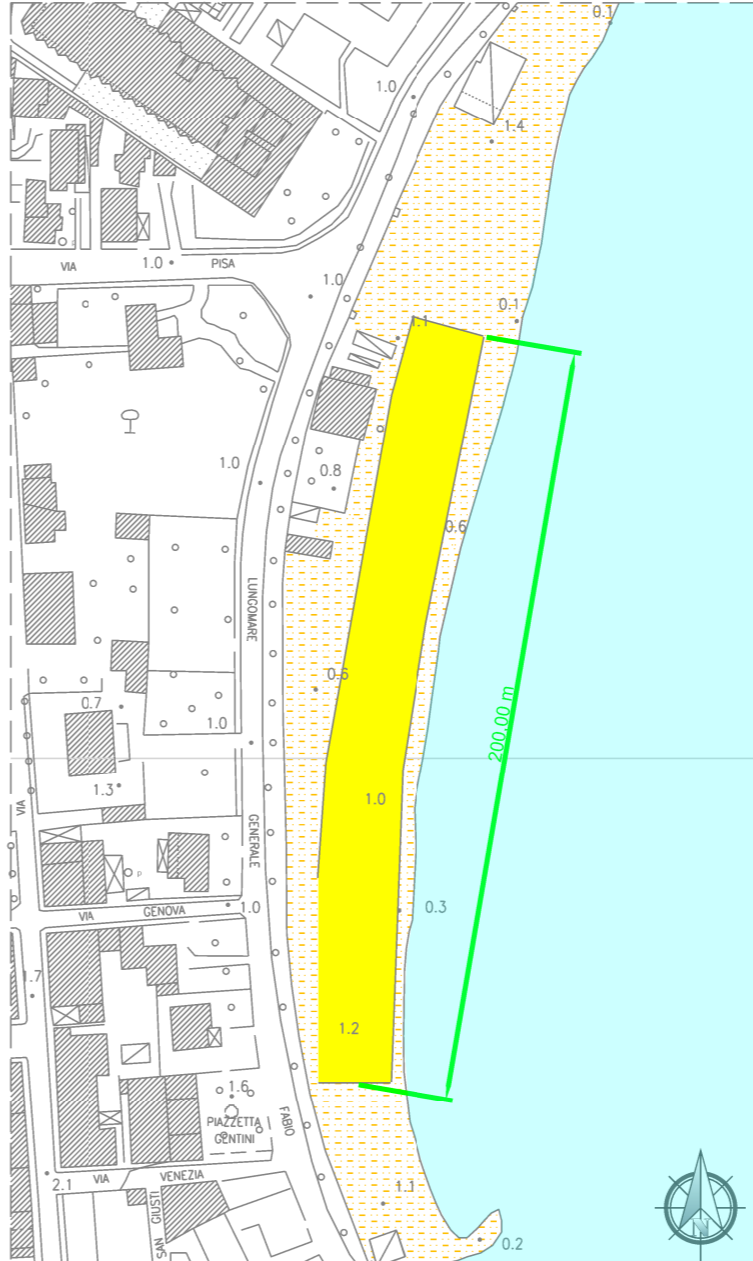 0.1
1.0
1.4
VIA 1.0 PISA
1.0
0.1
1.1
0.8
1.0
0.6
LUNGOMARE
0.6
0.7
1.0
200,00 m
1.3
1.0
VIA
GENERALE
P
VIA GENOVA
1.0
0.3
1.7
1.2
1.6
PIAZZETTA
GENTINI
FABIO
2.1
VIA VENEZIA
SAN GIUSTI
1.1
0.2
N